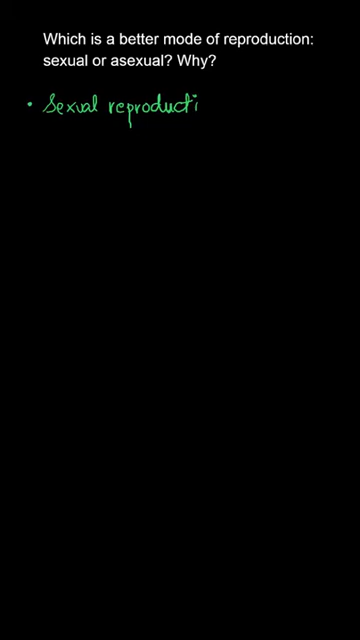 Which is a better mode of reproduction:
sexual or asexual? Why?
• Sexual reproducti